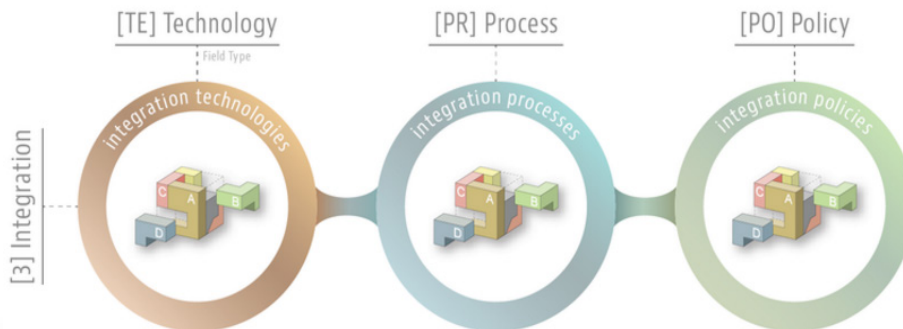 [TE] Technology
[PR] Process
[PO] Policy
Field Type
integration technologies
integration processes
integration policies
[3] Integration
C
A
B
D
C
A
B
D
C
A
B
D